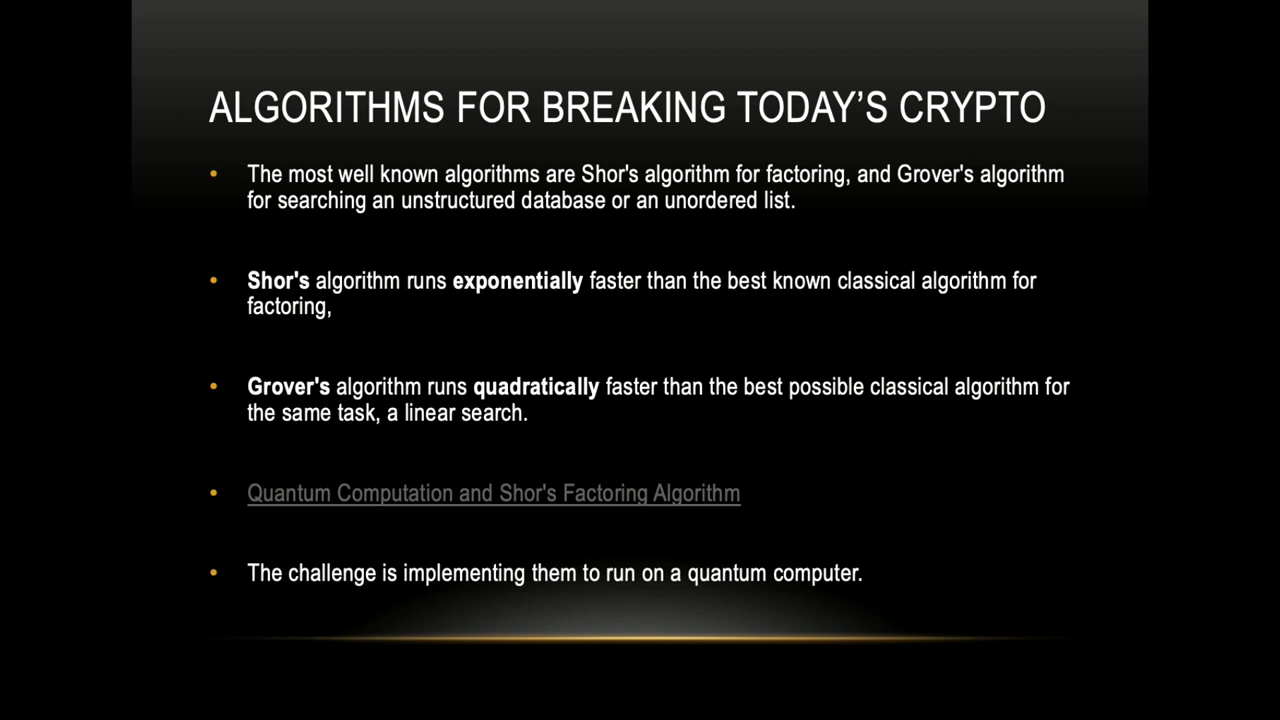 ALGORITHMS FOR BREAKING TODAY’S CRYPTO
• The most well known algorithms are Shor's algorithm for factoring, and Grover's algorithm
for searching an unstructured database or an unordered list.
• Shor's algorithm runs exponentially faster than the best known classical algorithm for
factoring,
• Grover's algorithm runs quadratically faster than the best possible classical algorithm for
the same task, a linear search.
• Quantum Computation and Shor's Factoring Algorithm
• The challenge is implementing them to run on a quantum computer.